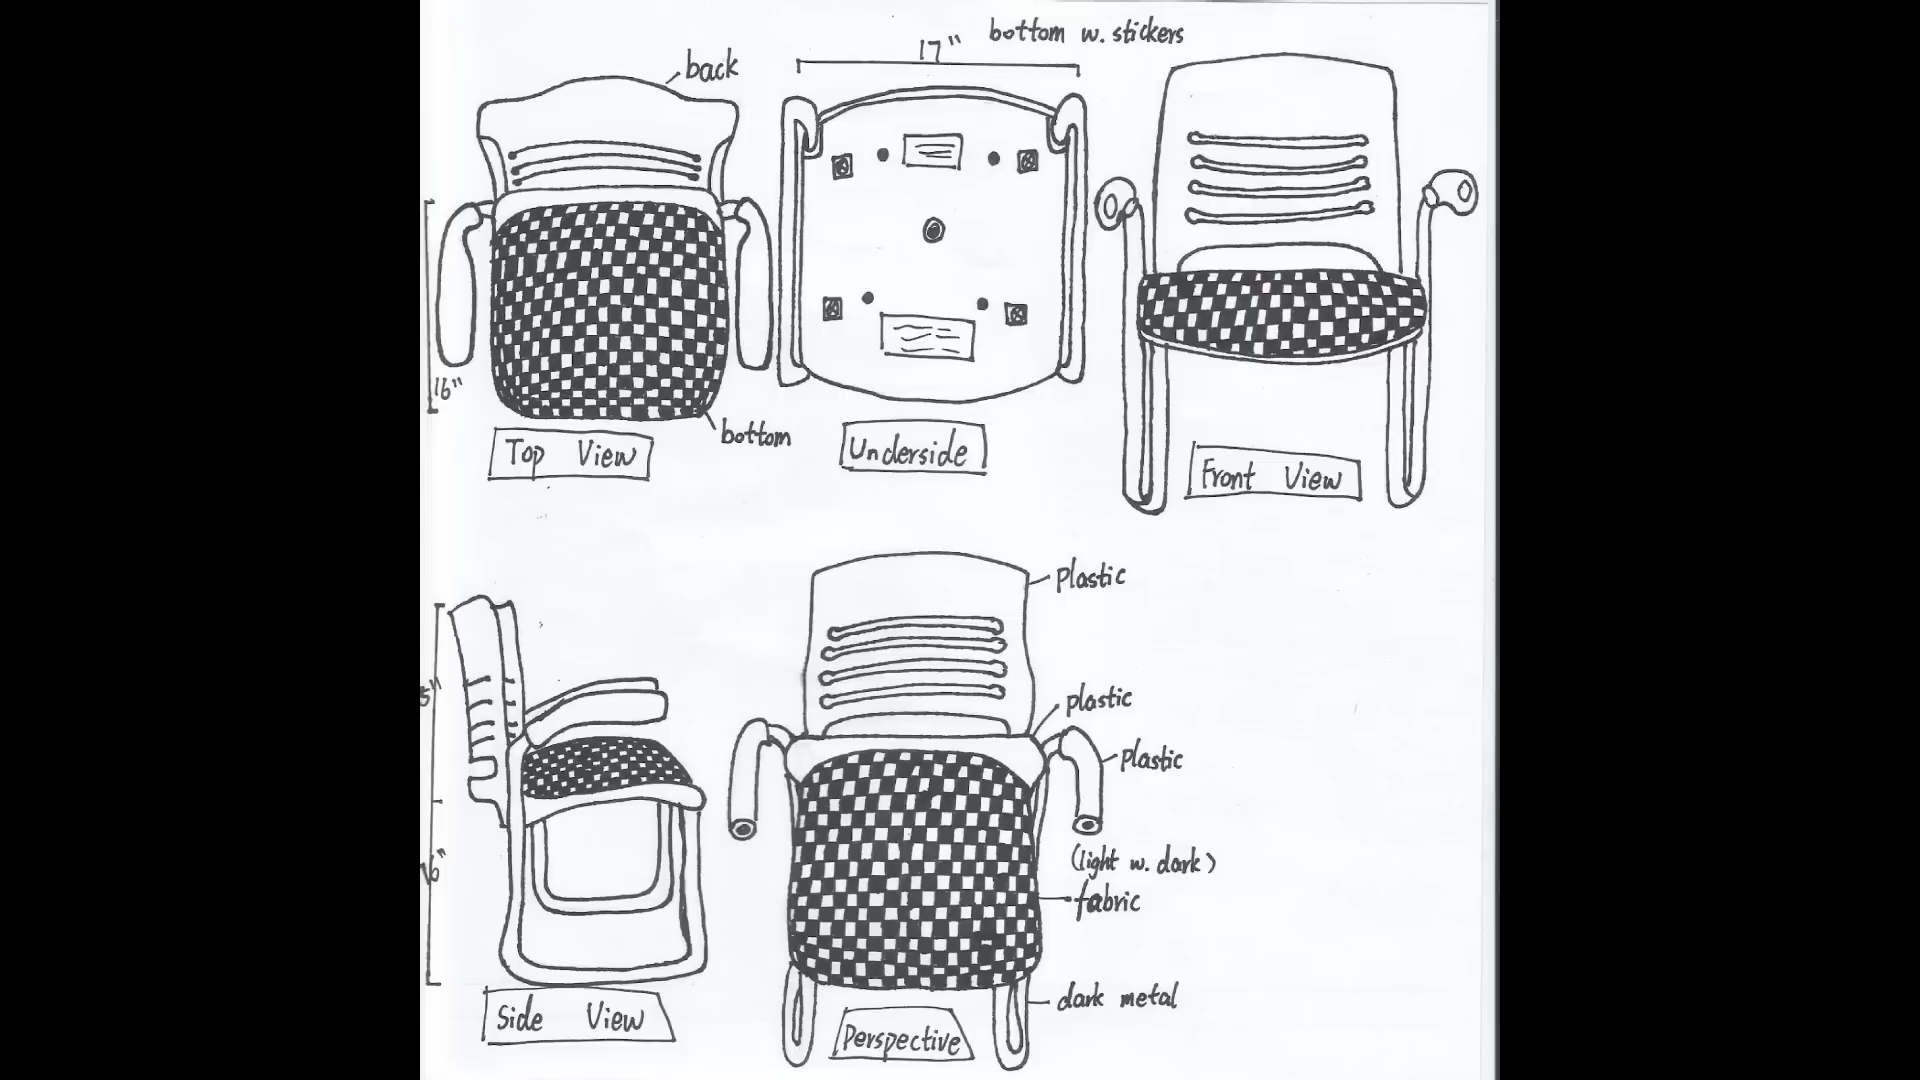 bottom w. stickers
17"
back
16"
bottom
Top View
Underside
Front View
plastic
plastic
plastic
(light w. dark)
fabric
dark metal
Side View
Perspective